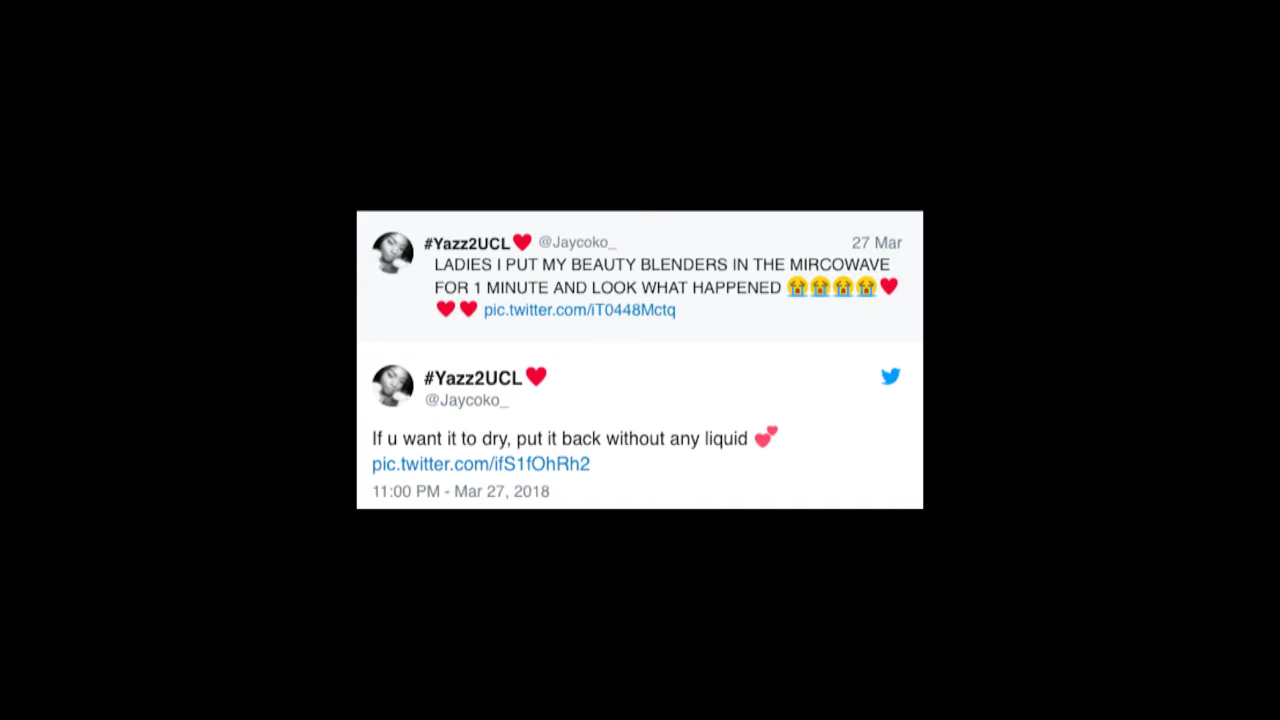 #Yazz2UCL❤️ @Jaycoko_ 27 Mar
LADIES I PUT MY BEAUTY BLENDERS IN THE MIRCOWAVE
FOR 1 MINUTE AND LOOK WHAT HAPPENED 😭😭😭😭❤️
❤️❤️ pic.twitter.com/iT0448Mctq
#Yazz2UCL❤️
@Jaycoko_
If u want it to dry, put it back without any liquid 💕
pic.twitter.com/ifS1fOhRh2
11:00 PM - Mar 27, 2018